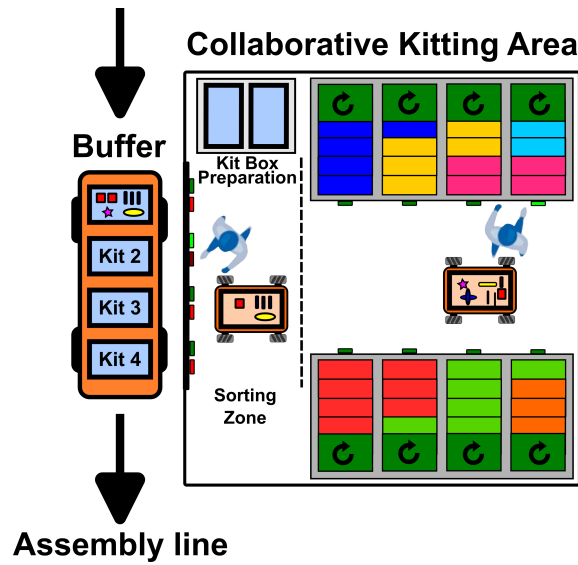 Collaborative Kitting Area
Buffer
Kit Box
Preparation
Kit 2
Kit 3
Kit 4
Sorting
Zone
Assembly line